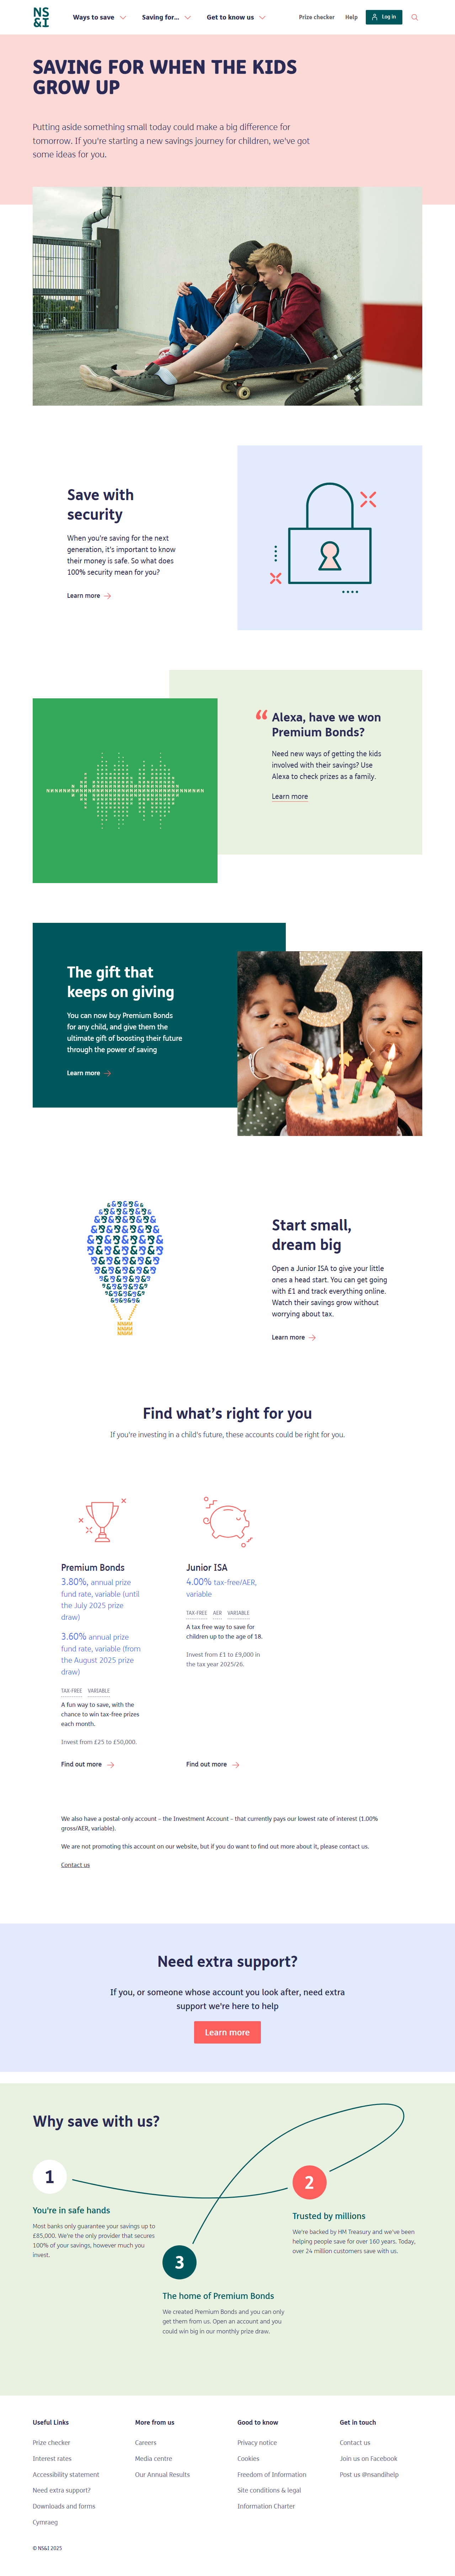 NS&I
Ways to save
Saving for...
Get to know us
Prize checker
Help
Log in
SAVING FOR WHEN THE KIDS
GROW UP
Putting aside something small today could make a big difference for
tomorrow. If you're starting a new savings journey for children, we've got
some ideas for you.
Save with
security
When you're saving for the next
generation, it's important to know
their money is safe. So what does
100% security mean for you?
Learn more
“ Alexa, have we won
Premium Bonds?
Need new ways of getting the kids
involved with their savings? Use
Alexa to check prizes as a family.
Learn more
The gift that
keeps on giving
You can now buy Premium Bonds
for any child, and give them the
ultimate gift of boosting their future
through the power of saving
Learn more
3
Start small,
dream big
Open a Junior ISA to give your little
ones a head start. You can get going
with £1 and track everything online.
Watch their savings grow without
worrying about tax.
Learn more
Find what's right for you
If you're investing in a child's future, these accounts could be right for you.
Premium Bonds
3.80%, annual prize
fund rate, variable (until
the July 2025 prize
draw)
3.60% annual prize
fund rate, variable (from
the August 2025 prize
draw)
TAX-FREE VARIABLE
A fun way to save, with the
chance to win tax-free prizes
each month.
Invest from £25 to £50,000.
Find out more
Junior ISA
4.00% tax-free/AER,
variable
TAX-FREE AER VARIABLE
A tax free way to save for
children up to the age of 18.
Invest from £1 to £9,000 in
the tax year 2025/26.
Find out more
We also have a postal-only account – the Investment Account – that currently pays our lowest rate of interest (1.00%
gross/AER, variable).
We are not promoting this account on our website, but if you do want to find out more about it, please contact us.
Contact us
Need extra support?
If you, or someone whose account you look after, need extra
support we're here to help
Learn more
Why save with us?
1
You're in safe hands
Most banks only guarantee your savings up to
£85,000. We're the only provider that secures
100% of your savings, however much you
invest.
2
Trusted by millions
We're backed by HM Treasury and we've been
helping people save for over 160 years. Today,
over 24 million customers save with us.
3
The home of Premium Bonds
We created Premium Bonds and you can only
get them from us. Open an account and you
could win big in our monthly prize draw.
Useful Links
Prize checker
Interest rates
Accessibility statement
Need extra support?
Downloads and forms
Cymraeg
More from us
Careers
Media centre
Our Annual Results
Good to know
Privacy notice
Cookies
Freedom of Information
Site conditions & legal
Information Charter
Get in touch
Contact us
Join us on Facebook
Post us @nsandihelp
© NS&I 2025